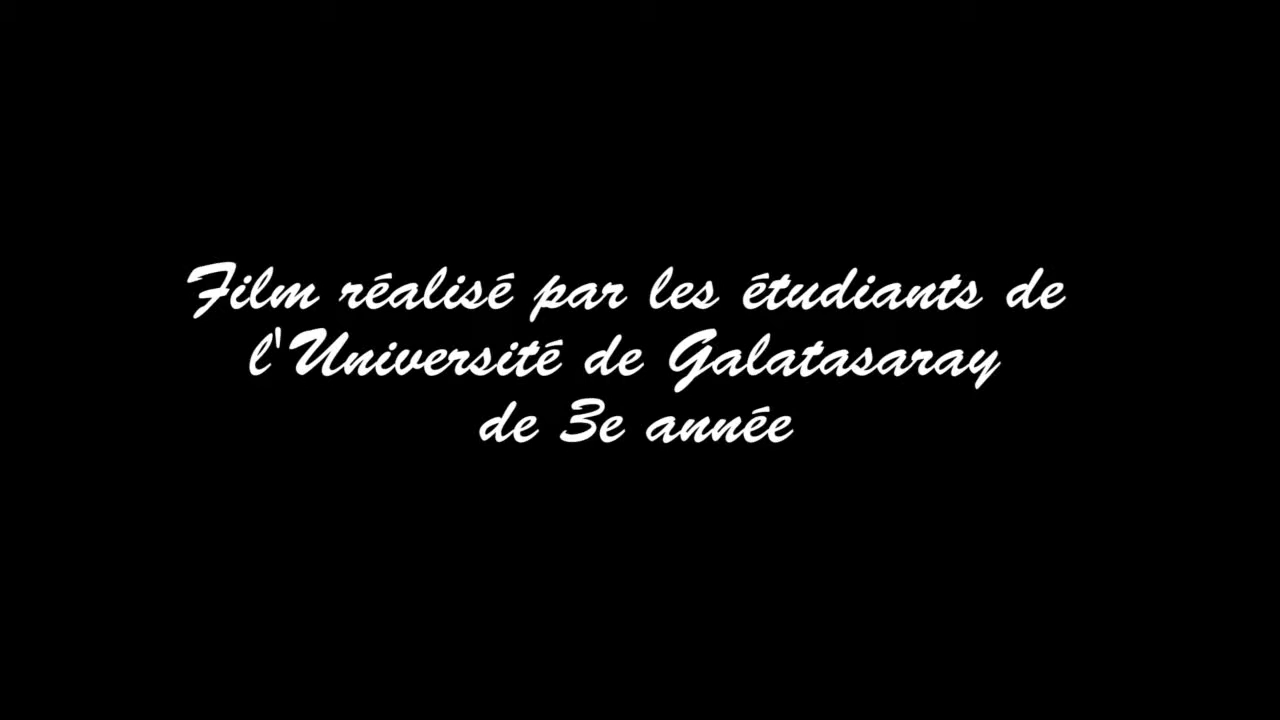 Film réalisé par les étudiants de
l'Université de Galatasaray
de 3e année